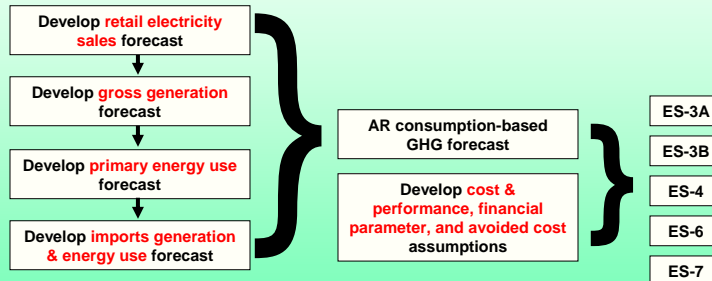 Develop retail electricity
sales forecast
Develop gross generation
forecast
Develop primary energy use
forecast
Develop imports generation
& energy use forecast
AR consumption-based
GHG forecast
Develop cost &
performance, financial
parameter, and avoided cost
assumptions
ES-3A
ES-3B
ES-4
ES-6
ES-7